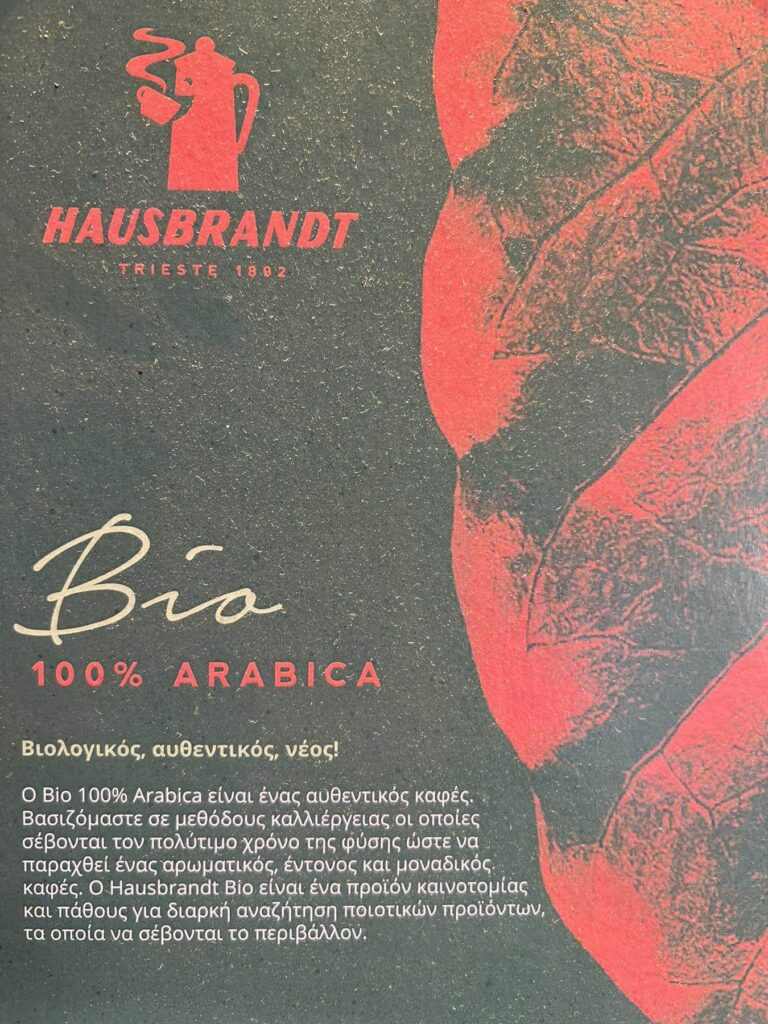 HAUSBRANDT
TRIESTE 1892
Bio
100% ARABICA
Βιολογικός, αυθεντικός, νέος!
Ο Bio 100% Arabica είναι ένας αυθεντικός καφές.
Βασιζόμαστε σε μεθόδους καλλιέργειας οι οποίες
σέβονται τον πολύτιμο χρόνο της φύσης ώστε να
παραχθεί ένας αρωματικός, έντονος και μοναδικός
καφές. Ο Hausbrandt Bio είναι ένα προϊόν καινοτομίας
και πάθους για διαρκή αναζήτηση ποιοτικών προϊόντων,
τα οποία να σέβονται το περιβάλλον.